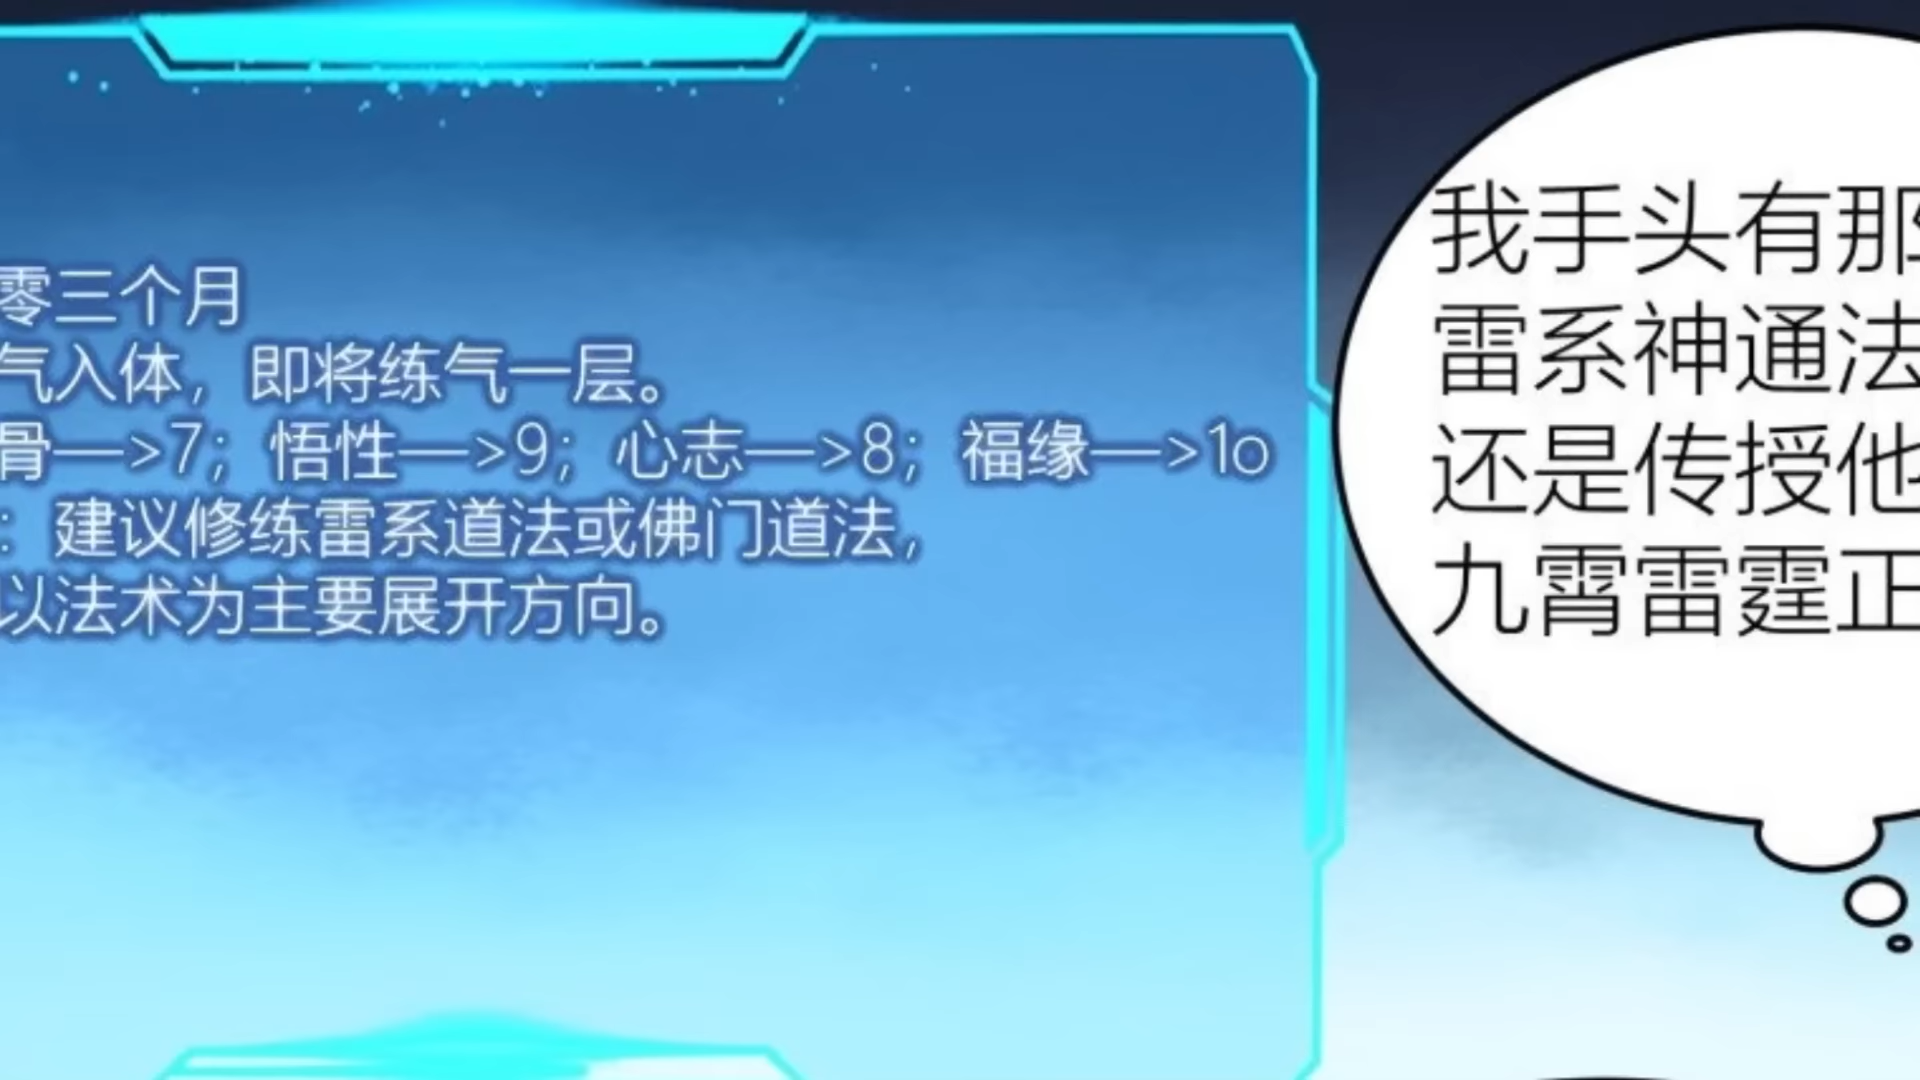 零三个月
气入体，即将练气一层。
骨—>7；悟性—>9；心志—>8；福缘—>1o
：建议修练雷系道法或佛门道法，
以法术为主要展开方向。
我手头有那
雷系神通法
还是传授他
九霄雷霆正